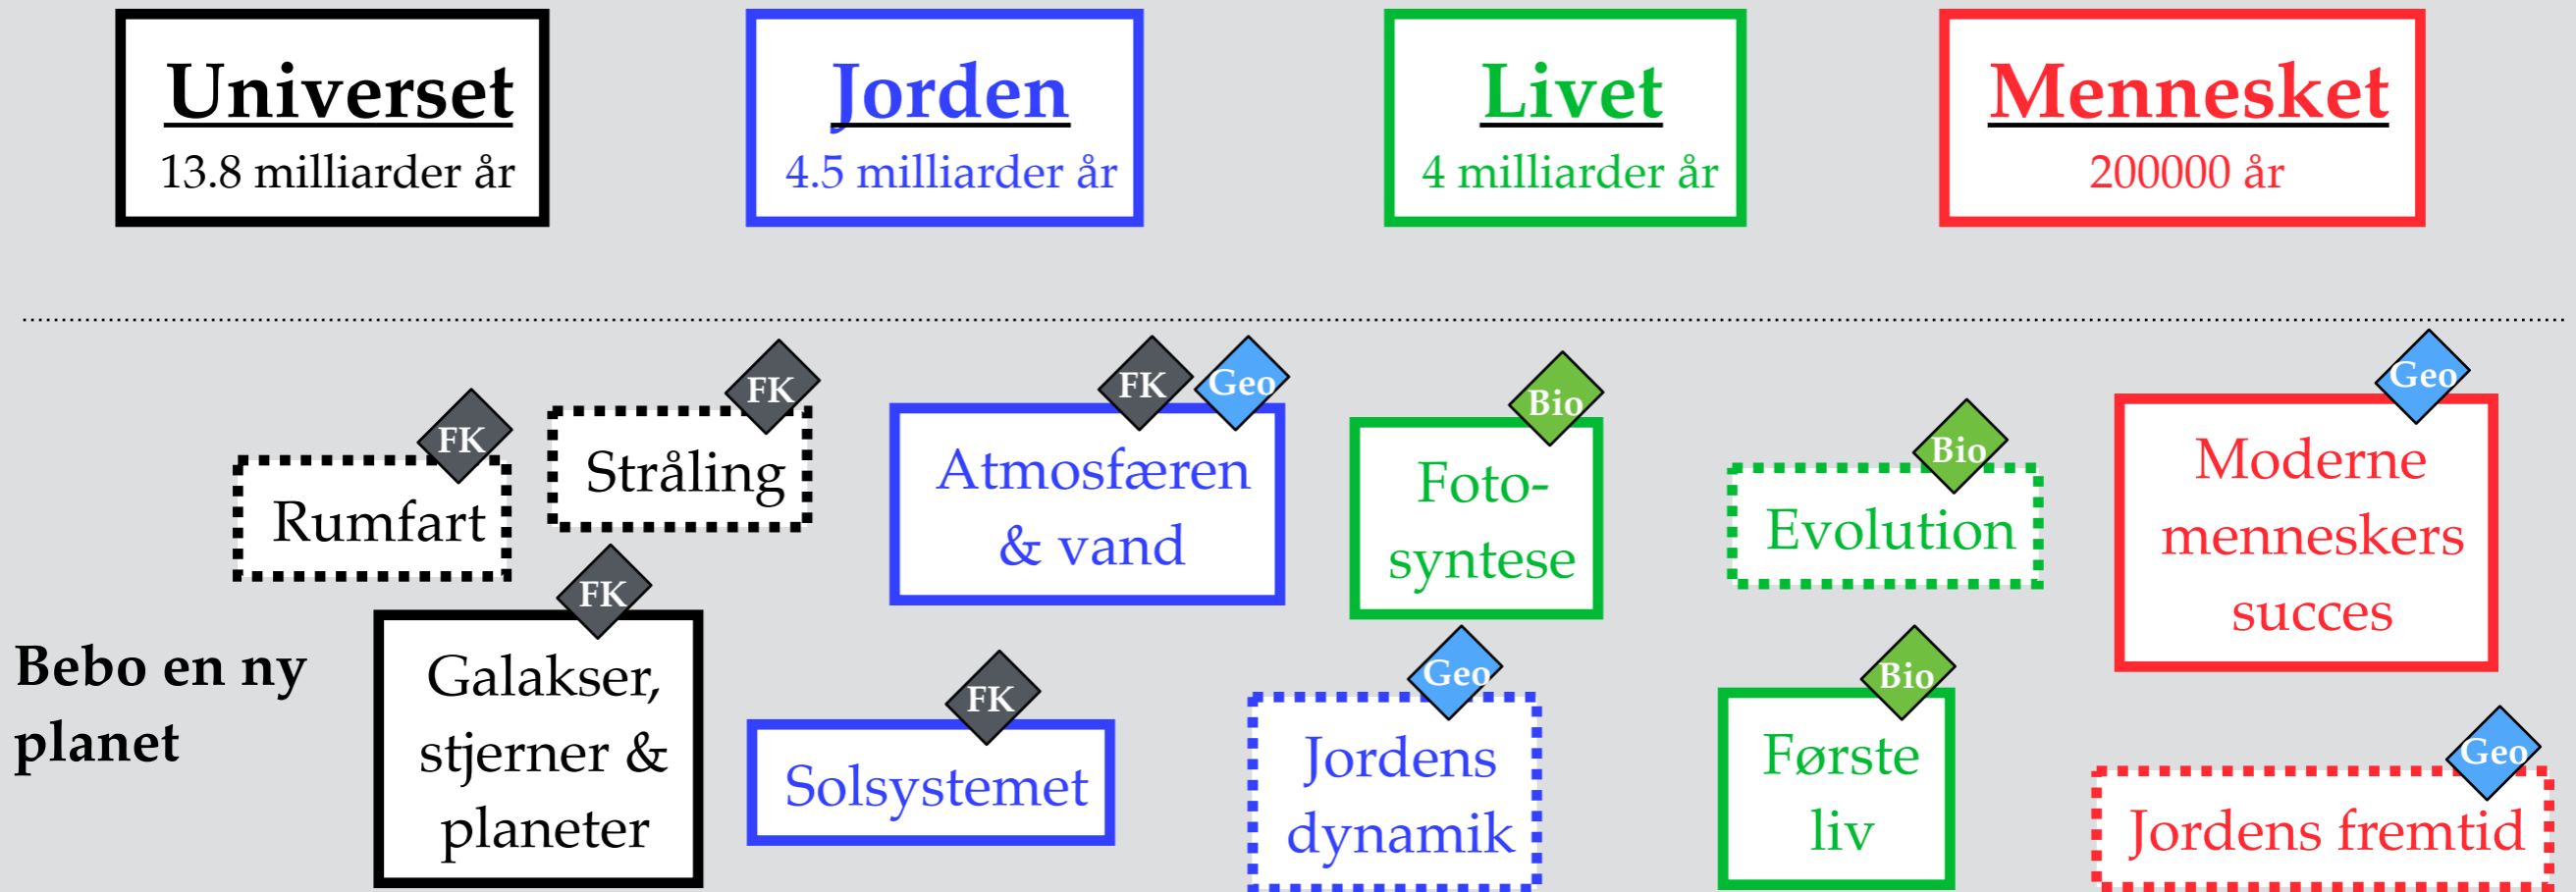 Universet
13.8 milliarder år
Jorden
4.5 milliarder år
Livet
4 milliarder år
Mennesket
200000 år
FK
Rumfart
FK
Stråling
FK
Geo
Atmosfæren
& vand
Bio
Foto-
syntese
Bio
Evolution
Geo
Moderne
menneskers
succes
Bebo en ny
planet
FK
Galakser,
stjerner &
planeter
FK
Solsystemet
Geo
Jordens
dynamik
Bio
Første
liv
Geo
Jordens fremtid